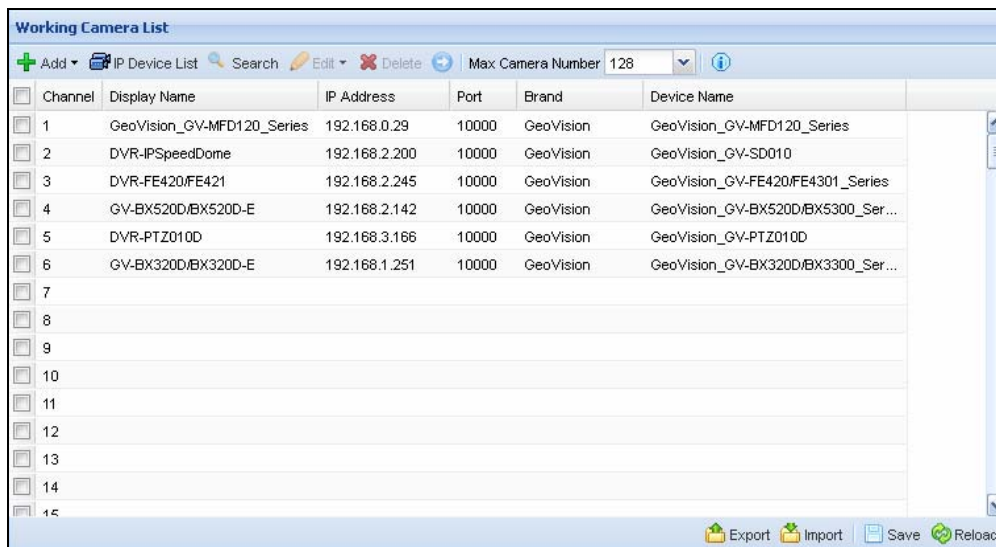 Working Camera List
Add IP Device List Search Edit Delete Max Camera Number 128
Channel Display Name IP Address Port Brand Device Name
1 GeoVision_GV-MFD120_Series 192.168.0.29 10000 GeoVision GeoVision_GV-MFD120_Series
2 DVR-IPSpeedDome 192.168.2.200 10000 GeoVision GeoVision_GV-SD010
3 DVR-FE420/FE421 192.168.2.245 10000 GeoVision GeoVision_GV-FE420/FE4301_Series
4 GV-BX520D/BX520D-E 192.168.2.142 10000 GeoVision GeoVision_GV-BX520D/BX5300_Ser...
5 DVR-PTZ010D 192.168.3.166 10000 GeoVision GeoVision_GV-PTZ010D
6 GV-BX320D/BX320D-E 192.168.1.251 10000 GeoVision GeoVision_GV-BX320D/BX3300_Ser...
7
8
9
10
11
12
13
14
15
Export Import Save Reload